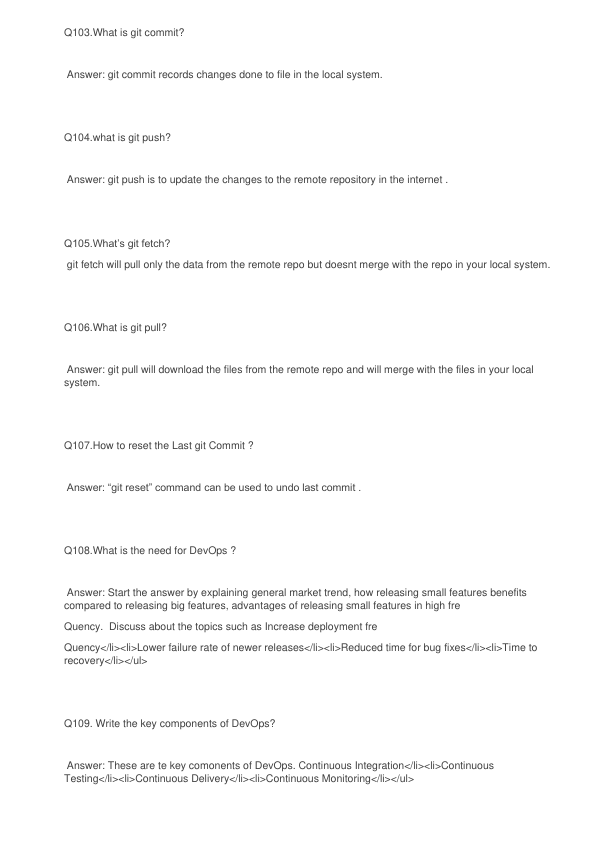 Q103.What is git commit?
Answer: git commit records changes done to file in the local system.
Q104.what is git push?
Answer: git push is to update the changes to the remote repository in the internet .
Q105.What's git fetch?
git fetch will pull only the data from the remote repo but doesnt merge with the repo in your local system.
Q106.What is git pull?
Answer: git pull will download the files from the remote repo and will merge with the files in your local
system.
Q107.How to reset the Last git Commit ?
Answer: “git reset” command can be used to undo last commit .
Q108.What is the need for DevOps ?
Answer: Start the answer by explaining general market trend, how releasing small features benefits
compared to releasing big features, advantages of releasing small features in high fre
Quency.  Discuss about the topics such as Increase deployment fre
Quency</li><li>Lower failure rate of newer releases</li><li>Reduced time for bug fixes</li><li>Time to
recovery</li></ul>
Q109. Write the key components of DevOps?
Answer: These are te key comonents of DevOps. Continuous Integration</li><li>Continuous
Testing</li><li>Continuous Delivery</li><li>Continuous Monitoring</li></ul>